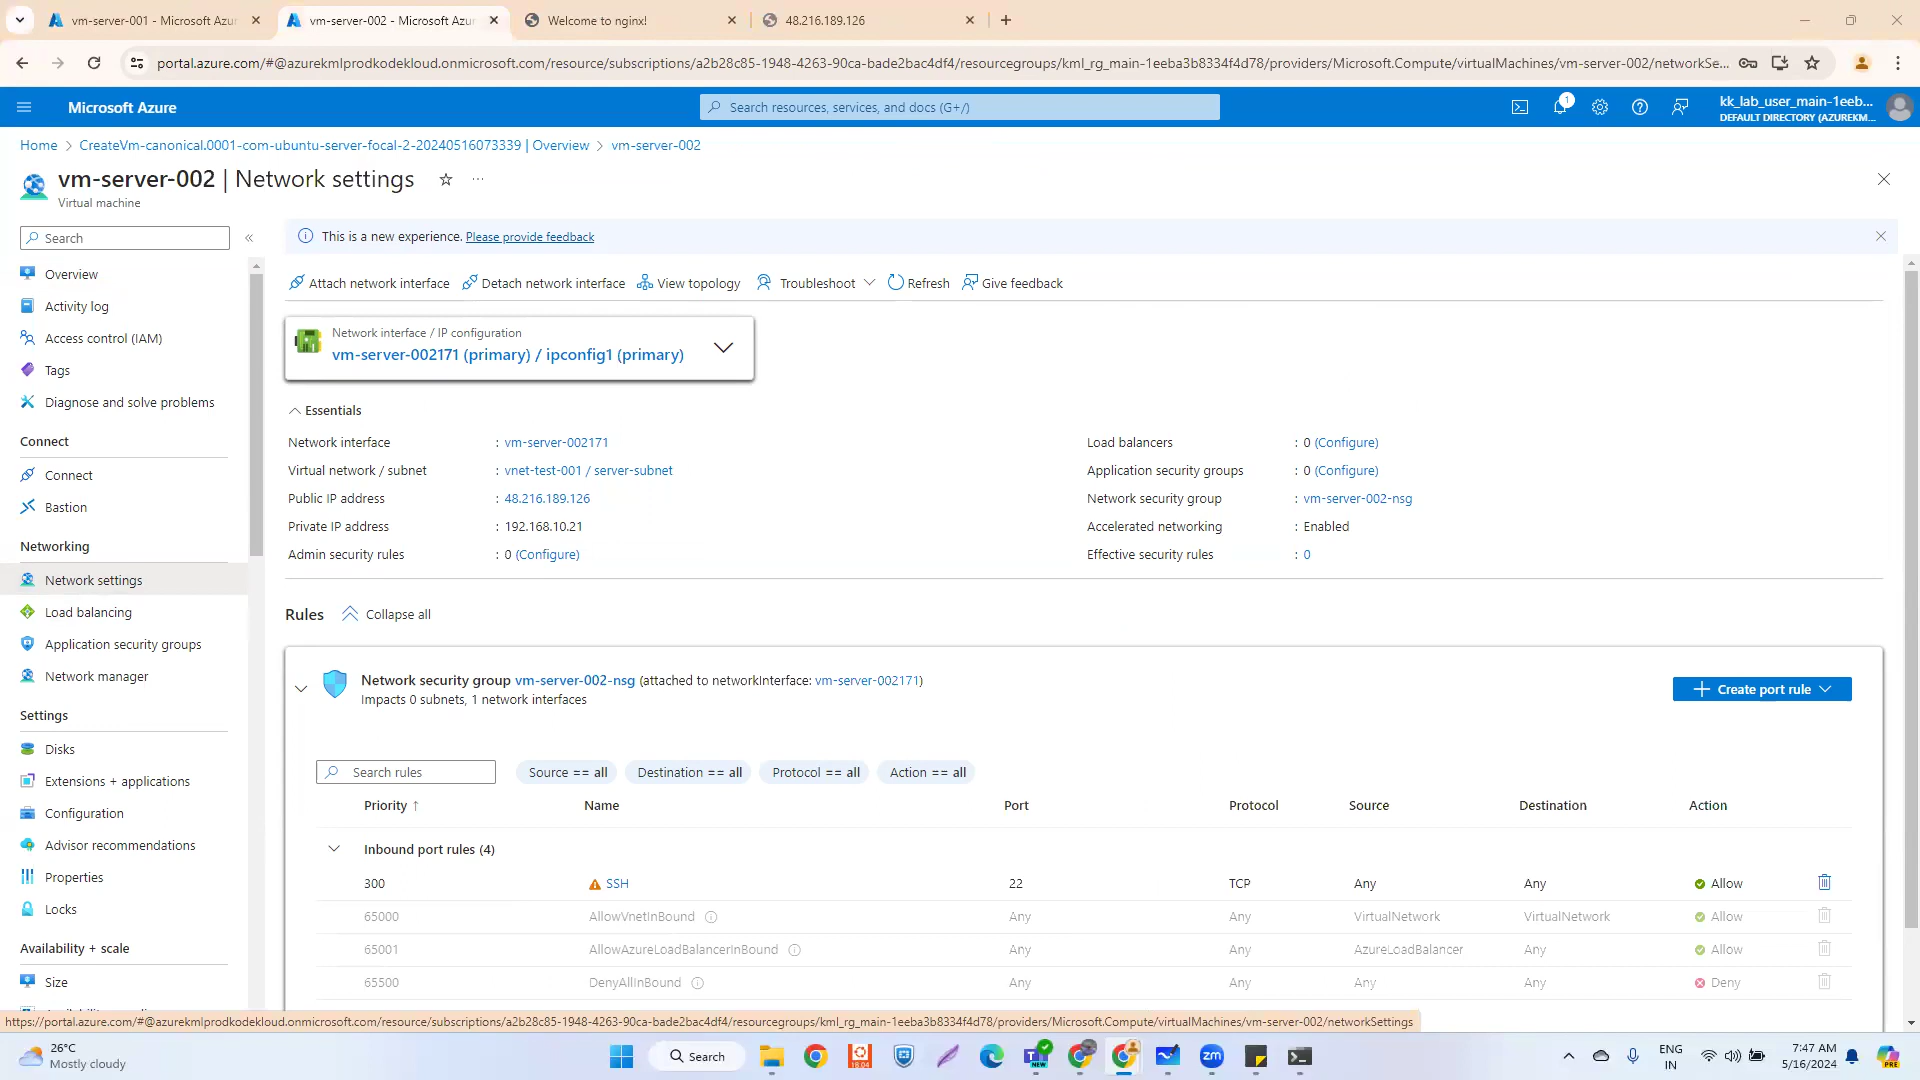 vm-server-001 - Microsoft Azu
vm-server-002 - Microsoft Azu
Welcome to nginx!
48.216.189.126
portal.azure.com/#@azurekmlprodkodekloud.onmicrosoft.com/resource/subscriptions/a2b28c85-1948-4263-90ca-bade2bac4df4/resourcegroups/kml_rg_main-1eeba3b8334f4d78/providers/Microsoft.Compute/virtualMachines/vm-server-002/networkSe...
Microsoft Azure
Search resources, services, and docs (G+/)
1
kk_lab_user_main-1eeb...
DEFAULT DIRECTORY (AZUREKM...
Home > CreateVm-canonical.0001-com-ubuntu-server-focal-2-20240516073339 | Overview > vm-server-002
vm-server-002 | Network settings
Virtual machine
Search
Overview
Activity log
Access control (IAM)
Tags
Diagnose and solve problems
Connect
Connect
Bastion
Networking
Network settings
Load balancing
Application security groups
Network manager
Settings
Disks
Extensions + applications
Configuration
Advisor recommendations
Properties
Locks
Availability + scale
Size
This is a new experience. Please provide feedback
Attach network interface Detach network interface View topology Troubleshoot Refresh Give feedback
Network interface / IP configuration
vm-server-002171 (primary) / ipconfig1 (primary)
Essentials
Network interface : vm-server-002171
Virtual network / subnet : vnet-test-001 / server-subnet
Public IP address : 48.216.189.126
Private IP address : 192.168.10.21
Admin security rules : 0 (Configure)
Load balancers : 0 (Configure)
Application security groups : 0 (Configure)
Network security group : vm-server-002-nsg
Accelerated networking : Enabled
Effective security rules : 0
Rules Collapse all
Network security group vm-server-002-nsg (attached to networkInterface: vm-server-002171)
Impacts 0 subnets, 1 network interfaces
Create port rule
Search rules
Source == all Destination == all Protocol == all Action == all
Priority ↑ Name Port Protocol Source Destination Action
Inbound port rules (4)
300 SSH 22 TCP Any Any Allow
65000 AllowVnetInBound Any Any VirtualNetwork VirtualNetwork Allow
65001 AllowAzureLoadBalancerInBound Any Any AzureLoadBalancer Any Allow
65500 DenyAllInBound Any Any Any Any Deny
https://portal.azure.com/#@azurekmlprodkodekloud.onmicrosoft.com/resource/subscriptions/a2b28c85-1948-4263-90ca-bade2bac4df4/resourcegroups/kml_rg_main-1eeba3b8334f4d78/providers/Microsoft.Compute/virtualMachines/vm-server-002/networkSettings
26°C
Mostly cloudy
Search
18.04
NEW
zm
ENG
IN
7:47 AM
5/16/2024
PRE